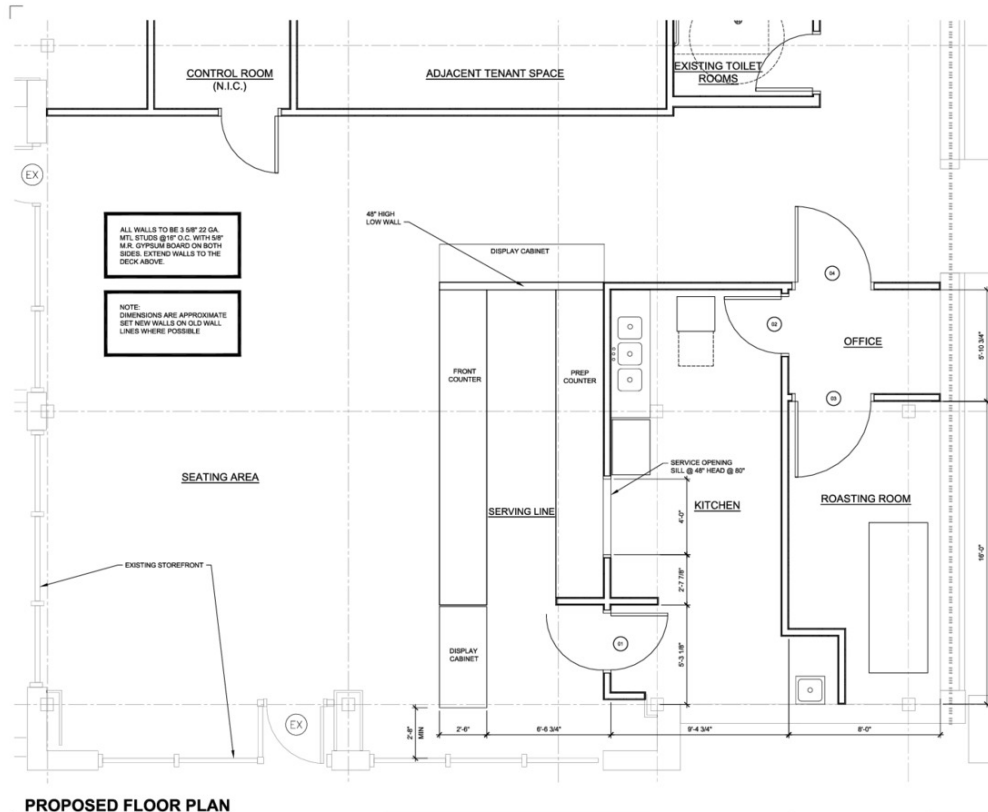 CONTROL ROOM
(N.I.C.)
ADJACENT TENANT SPACE
EXISTING TOILET
ROOMS
@
EX
ALL WALLS TO BE 3 5/8" 22 GA.
MTL STUDS @16" O.C. WITH 5/8"
M.R. GYPSUM BOARD ON BOTH
SIDES. EXTEND WALLS TO THE
DECK ABOVE.
48" HIGH
LOW WALL
DISPLAY CABINET
04
NOTE:
DIMENSIONS ARE APPROXIMATE
SET NEW WALLS ON OLD WALL
LINES WHERE POSSIBLE
02
OFFICE
5'-10 3/4"
FRONT
COUNTER
PREP
COUNTER
03
SERVICE OPENING
SILL @ 48" HEAD @ 80"
SEATING AREA
SERVING LINE
KITCHEN
ROASTING ROOM
4'-0"
16'-0"
EXISTING STOREFRONT
2'-7 7/8"
01
DISPLAY
CABINET
5'-3 1/8"
EX
2'-8"
MIN
2'-6"
6'-6 3/4"
9'-4 3/4"
8'-0"
PROPOSED FLOOR PLAN